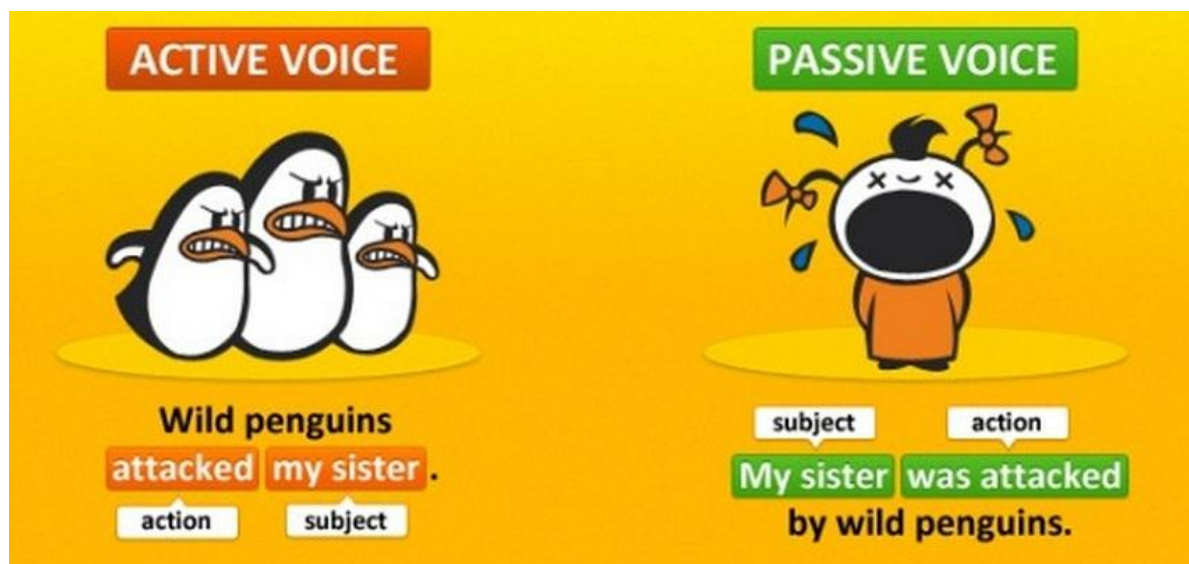 ACTIVE VOICE
Wild penguins
attacked my sister.
action subject
PASSIVE VOICE
subject action
My sister was attacked
by wild penguins.